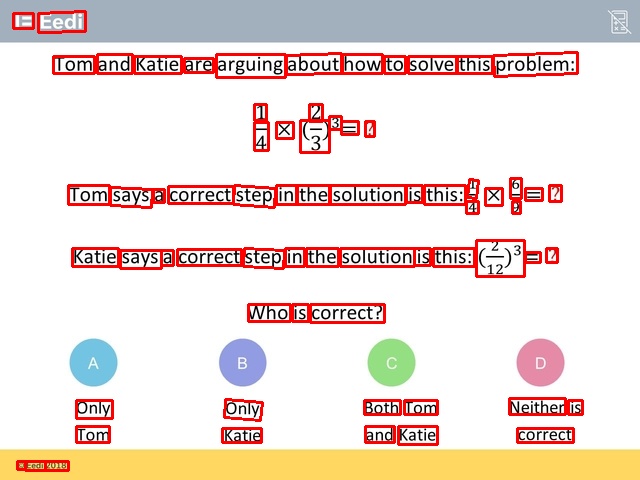 Eedi
Tom and Katie are arguing about how to solve this problem:
1/4 × (2/3)³ = ?
Tom says a correct step in the solution is this: 1/4 × 6/9 = ?
Katie says a correct step in the solution is this: (2/12)³ = ?
Who is correct?
A B C D
Only Tom
Only Katie
Both Tom and Katie
Neither is correct
© Eedi 2018